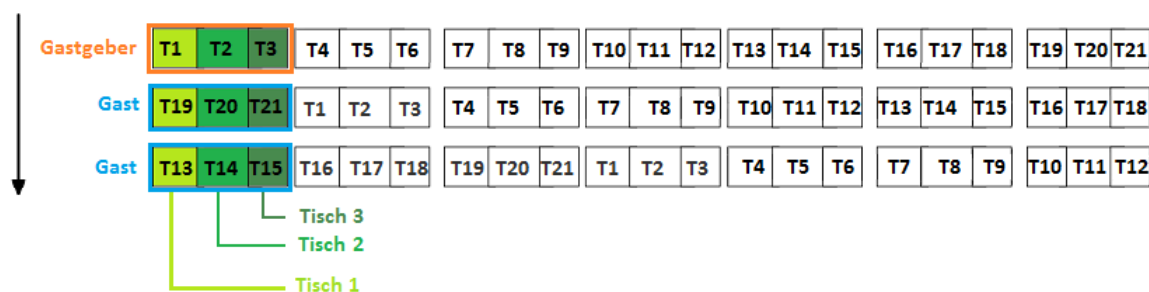 Gastgeber T1 T2 T3 T4 T5 T6 T7 T8 T9 T10 T11 T12 T13 T14 T15 T16 T17 T18 T19 T20 T21
Gast T19 T20 T21 T1 T2 T3 T4 T5 T6 T7 T8 T9 T10 T11 T12 T13 T14 T15 T16 T17 T18
Gast T13 T14 T15 T16 T17 T18 T19 T20 T21 T1 T2 T3 T4 T5 T6 T7 T8 T9 T10 T11 T12
Tisch 3
Tisch 2
Tisch 1